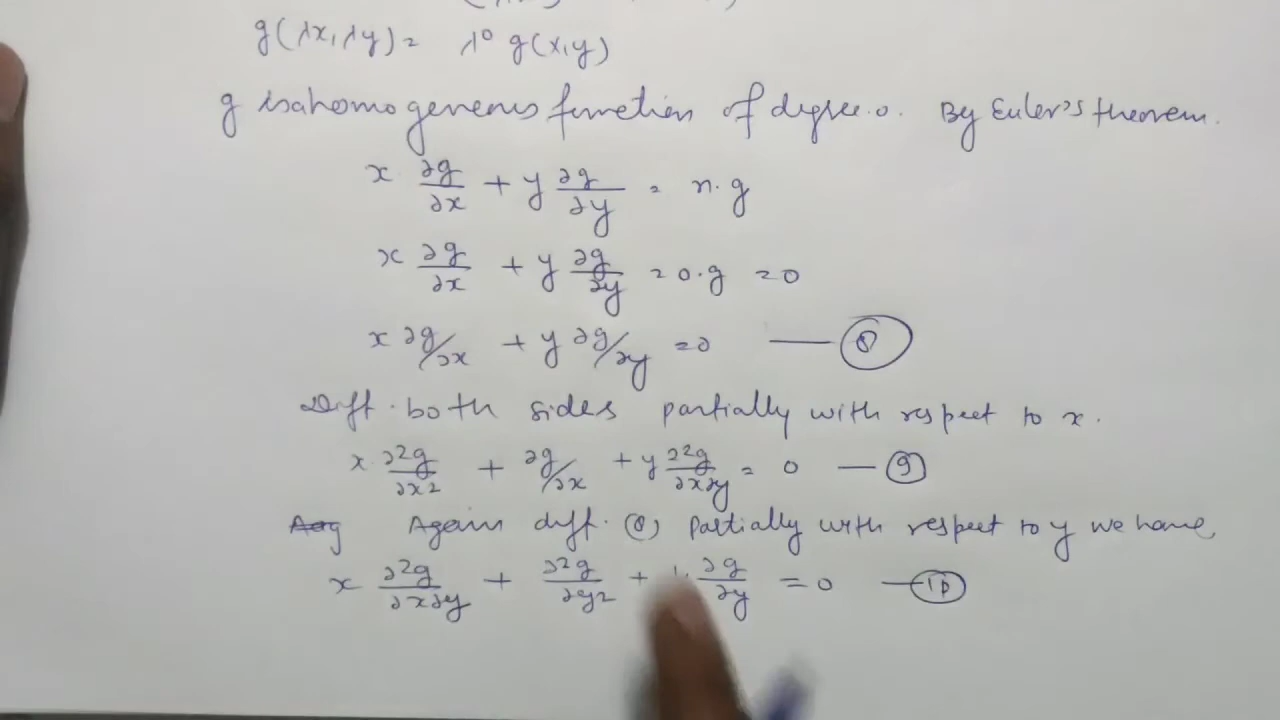 g(λx,λy) = λ⁰ g(x,y)
g is a homogeneous function of degree 0. By Euler's theorem.
x ∂g/∂x + y ∂g/∂y = n.g
x ∂g/∂x + y ∂g/∂y = 0.g = 0
x ∂g/∂x + y ∂g/∂y = 0 — ⑧
Diff. both sides partially with respect to x.
x ∂²g/∂x² + ∂g/∂x + y ∂²g/∂x∂y = 0 — ⑨
Again diff. ⑧ partially with respect to y we have
x ∂²g/∂x∂y + ∂²g/∂y² + ∂g/∂y = 0 — ⑩